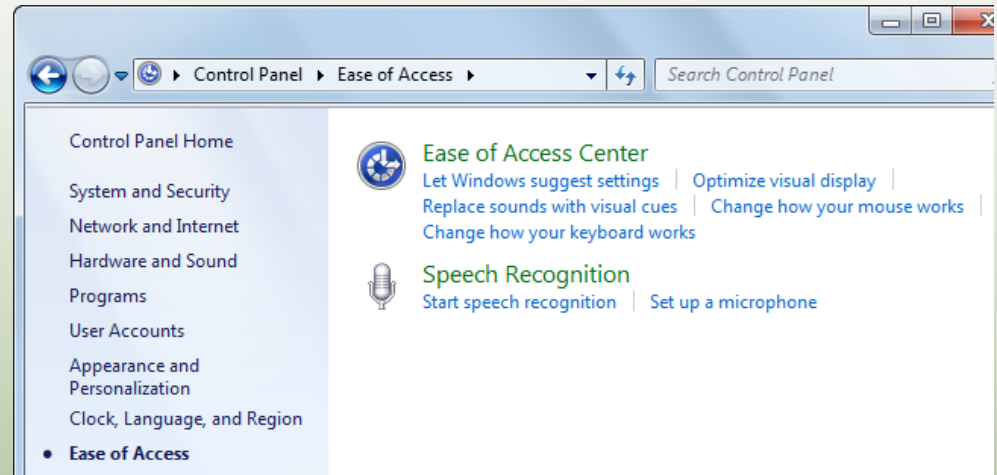 Control Panel Ease of Access Search Control Panel
Control Panel Home
System and Security
Network and Internet
Hardware and Sound
Programs
User Accounts
Appearance and
Personalization
Clock, Language, and Region
Ease of Access
Ease of Access Center
Let Windows suggest settings Optimize visual display
Replace sounds with visual cues Change how your mouse works
Change how your keyboard works
Speech Recognition
Start speech recognition Set up a microphone